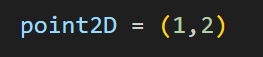 point2D = (1,2)